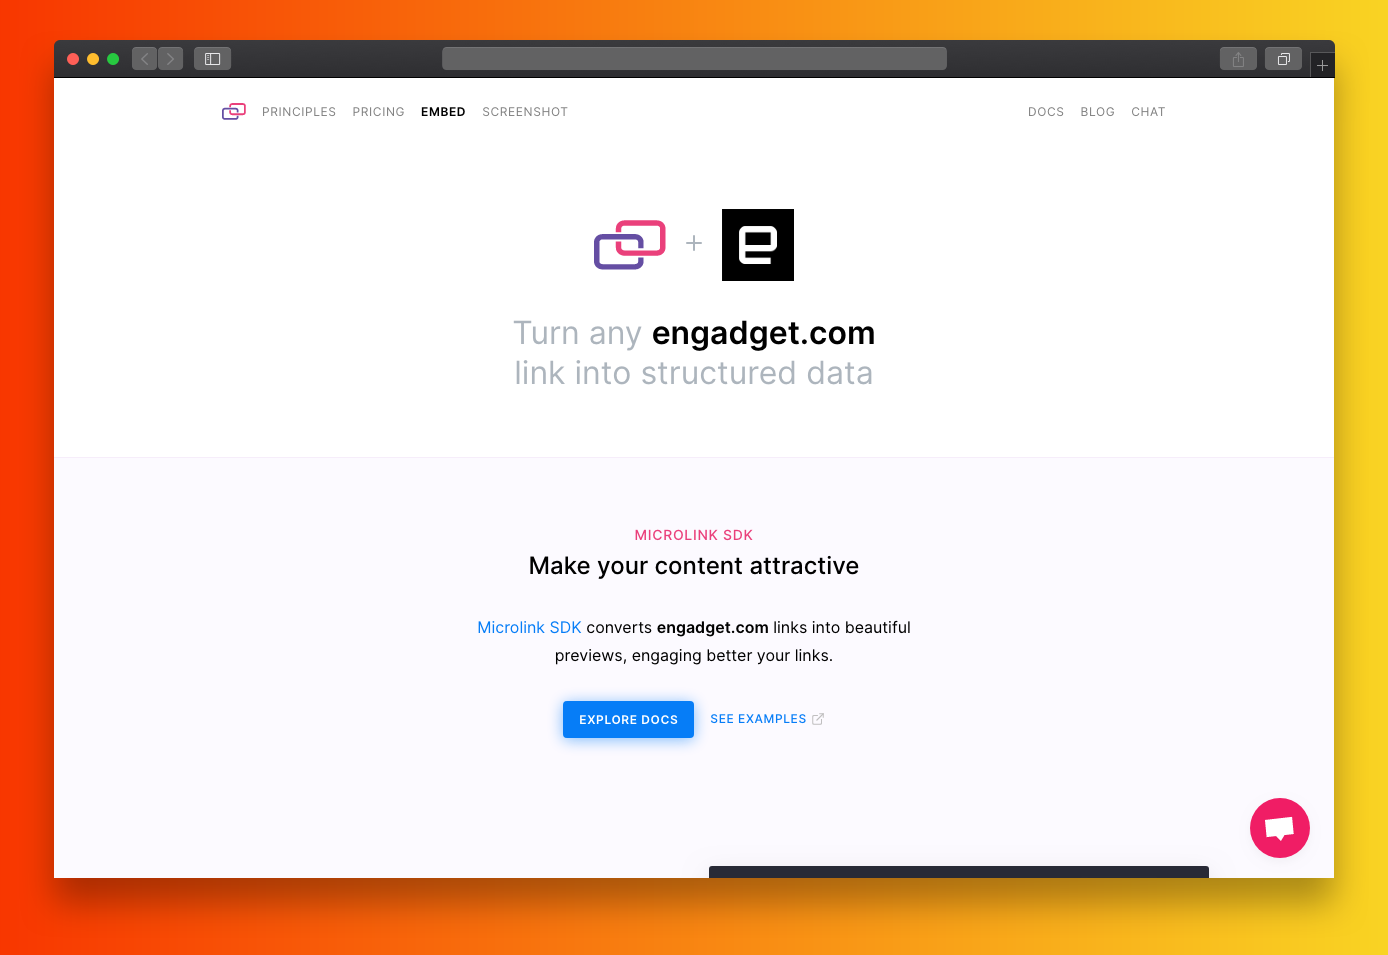 PRINCIPLES PRICING EMBED SCREENSHOT DOCS BLOG CHAT
Turn any engadget.com
link into structured data
MICROLINK SDK
Make your content attractive
Microlink SDK converts engadget.com links into beautiful
previews, engaging better your links.
EXPLORE DOCS SEE EXAMPLES